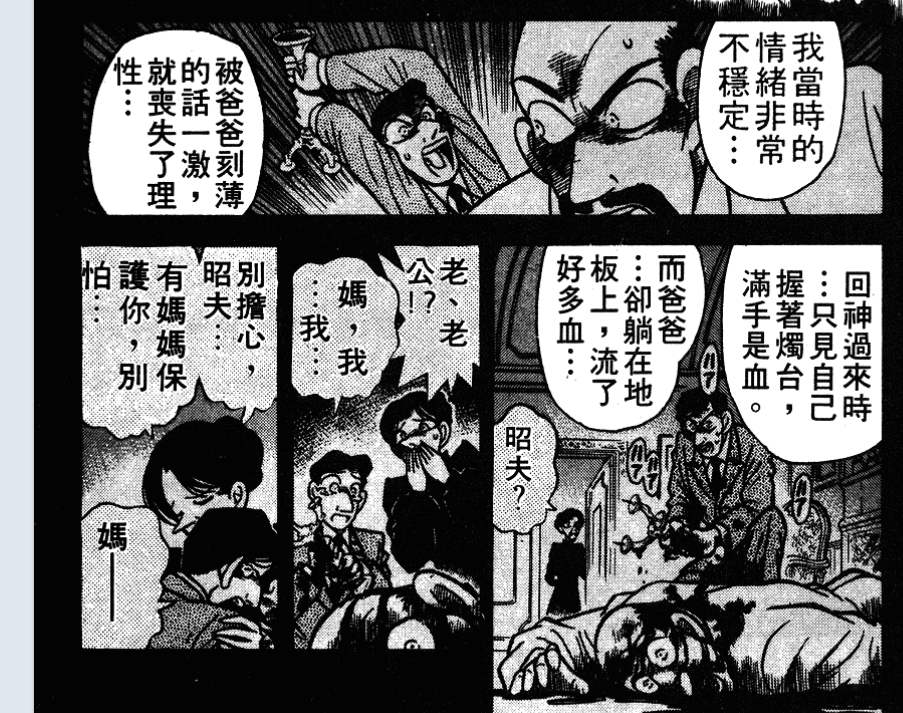 我當時的
情緒非常
不穩定…
被爸爸刻薄
的話一激，
就喪失了理
性…
回神過來時
…只見自己
握著燭台，
滿手是血。
而爸爸
…卻躺在地
板上，流了
好多血…
昭夫？
老、老
公!?
媽，我
…我…
別擔心，
昭夫…
有媽媽保
護你，別
怕…
媽——